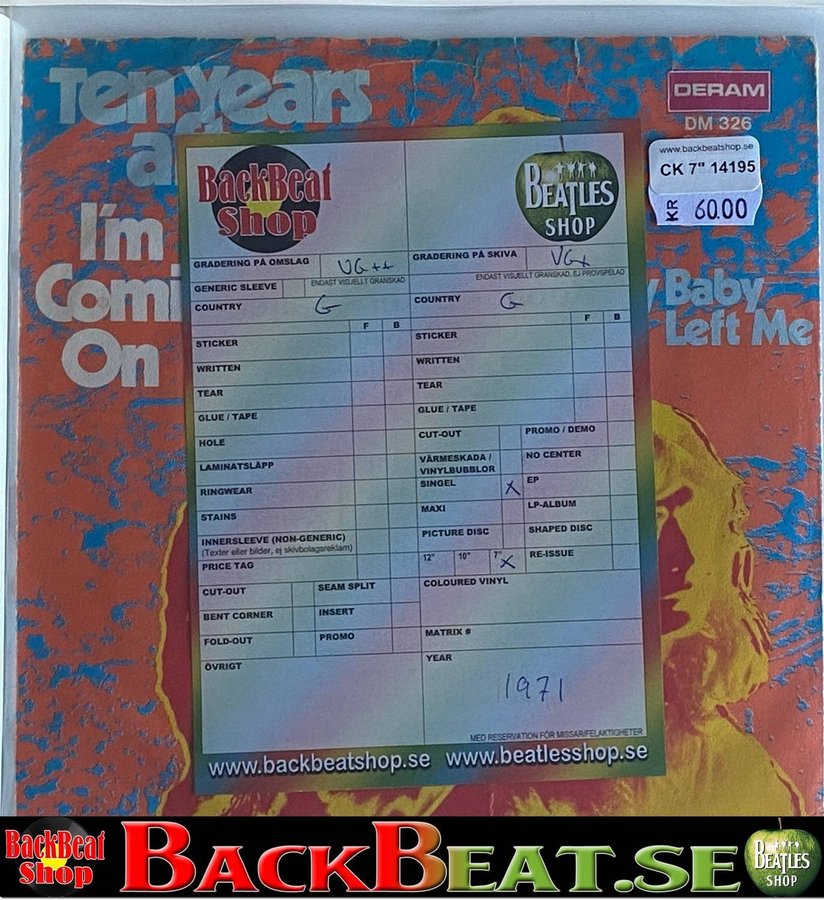 Ten Years
DERAM
DM 326
www.backbeatshop.se
CK 7" 14195
KR 60.00
I'm
Comi
On
Baby
Left Me
BackBeat
Shop
BEATLES
SHOP
GRADERING PÅ OMSLAG VG++
GRADERING PÅ SKIVA VG+
ENDAST VISUELLT GRANSKAD
ENDAST VISUELLT GRANSKAD, EJ PROVSPELAD
GENERIC SLEEVE
COUNTRY G
COUNTRY G
F B
F B
STICKER
STICKER
WRITTEN
WRITTEN
TEAR
TEAR
GLUE / TAPE
GLUE / TAPE
HOLE
CUT-OUT
PROMO / DEMO
LAMINATSLÄPP
VÄRMESKADA /
VINYLBUBBLOR
NO CENTER
RINGWEAR
SINGEL X
EP
STAINS
MAXI
LP-ALBUM
INNERSLEEVE (NON-GENERIC)
(Texter eller bilder, ej skivbolagsreklam)
PICTURE DISC
SHAPED DISC
PRICE TAG
12" 10" 7" X
RE-ISSUE
CUT-OUT
SEAM SPLIT
COLOURED VINYL
BENT CORNER
INSERT
FOLD-OUT
PROMO
MATRIX #
ÖVRIGT
YEAR
1971
MED RESERVATION FÖR MISSAR/FELAKTIGHETER
www.backbeatshop.se www.beatlesshop.se
BackBeat
Shop
BACKBEAT.SE
BEATLES
SHOP